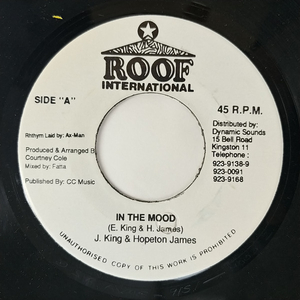 ROOF
INTERNATIONAL
SIDE "A"
45 R.P.M.
Rhthym Laid by: Ax-Man
Produced & Arranged B
Courtney Cole
Mixed by: Fatta
Published By: CC Music
Distributed by:
Dynamic Sounds
15 Bell Road
Kingston 11
Telephone :
923-9138-9
923-0091
923-9168
IN THE MOOD
(E. King & H. James)
J. King & Hopeton James
UNAUTHORISED COPY OF THIS WORK IS PROHIBITED